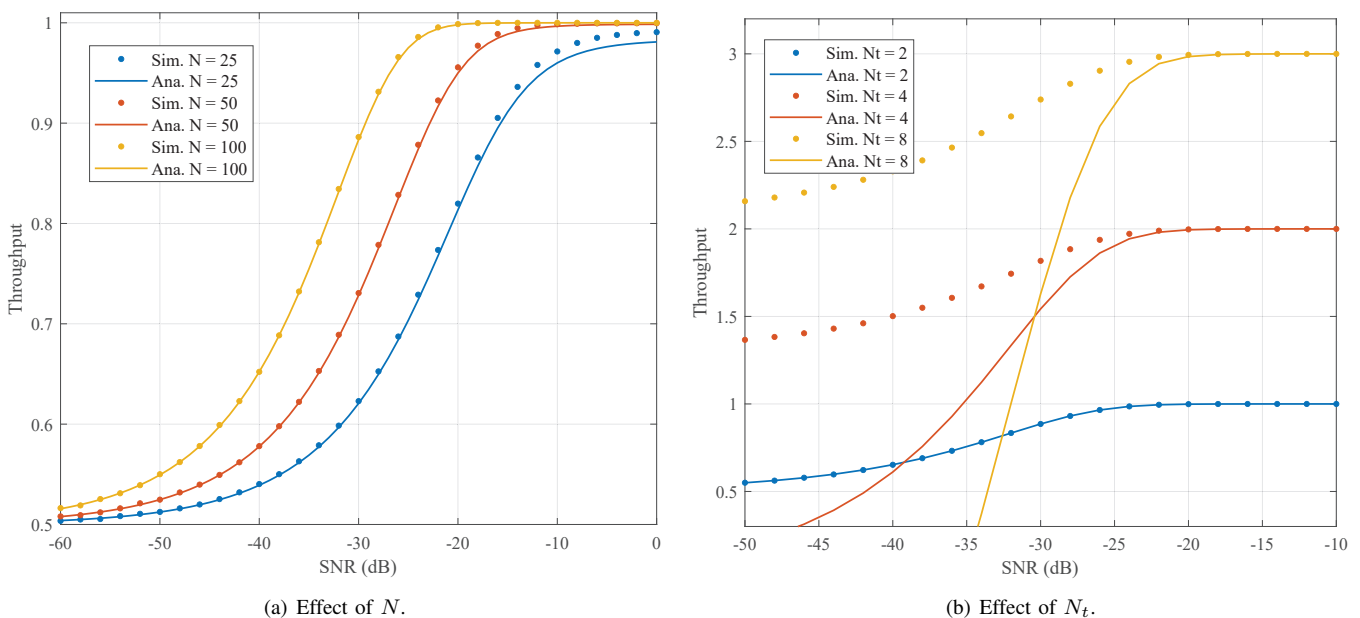 1
0.9
0.8
0.7
0.6
0.5
Throughput
Sim. N = 25
Ana. N = 25
Sim. N = 50
Ana. N = 50
Sim. N = 100
Ana. N = 100
-60 -50 -40 -30 -20 -10 0
SNR (dB)
(a) Effect of N.
3
2.5
2
1.5
1
0.5
Throughput
Sim. Nt = 2
Ana. Nt = 2
Sim. Nt = 4
Ana. Nt = 4
Sim. Nt = 8
Ana. Nt = 8
-50 -45 -40 -35 -30 -25 -20 -15 -10
SNR (dB)
(b) Effect of Nt.